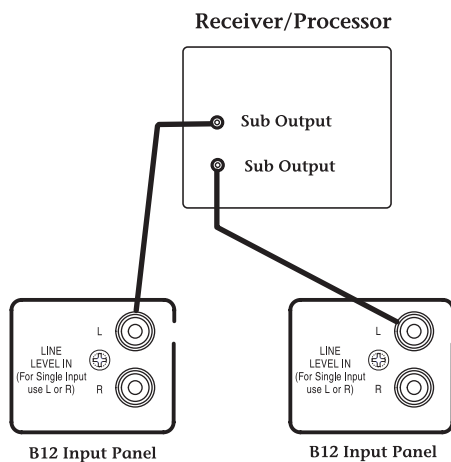 Receiver/Processor
Sub Output
Sub Output
L
LINE
LEVEL IN
(For Single Input
use L or R)
R
B12 Input Panel
L
LINE
LEVEL IN
(For Single Input
use L or R)
R
B12 Input Panel